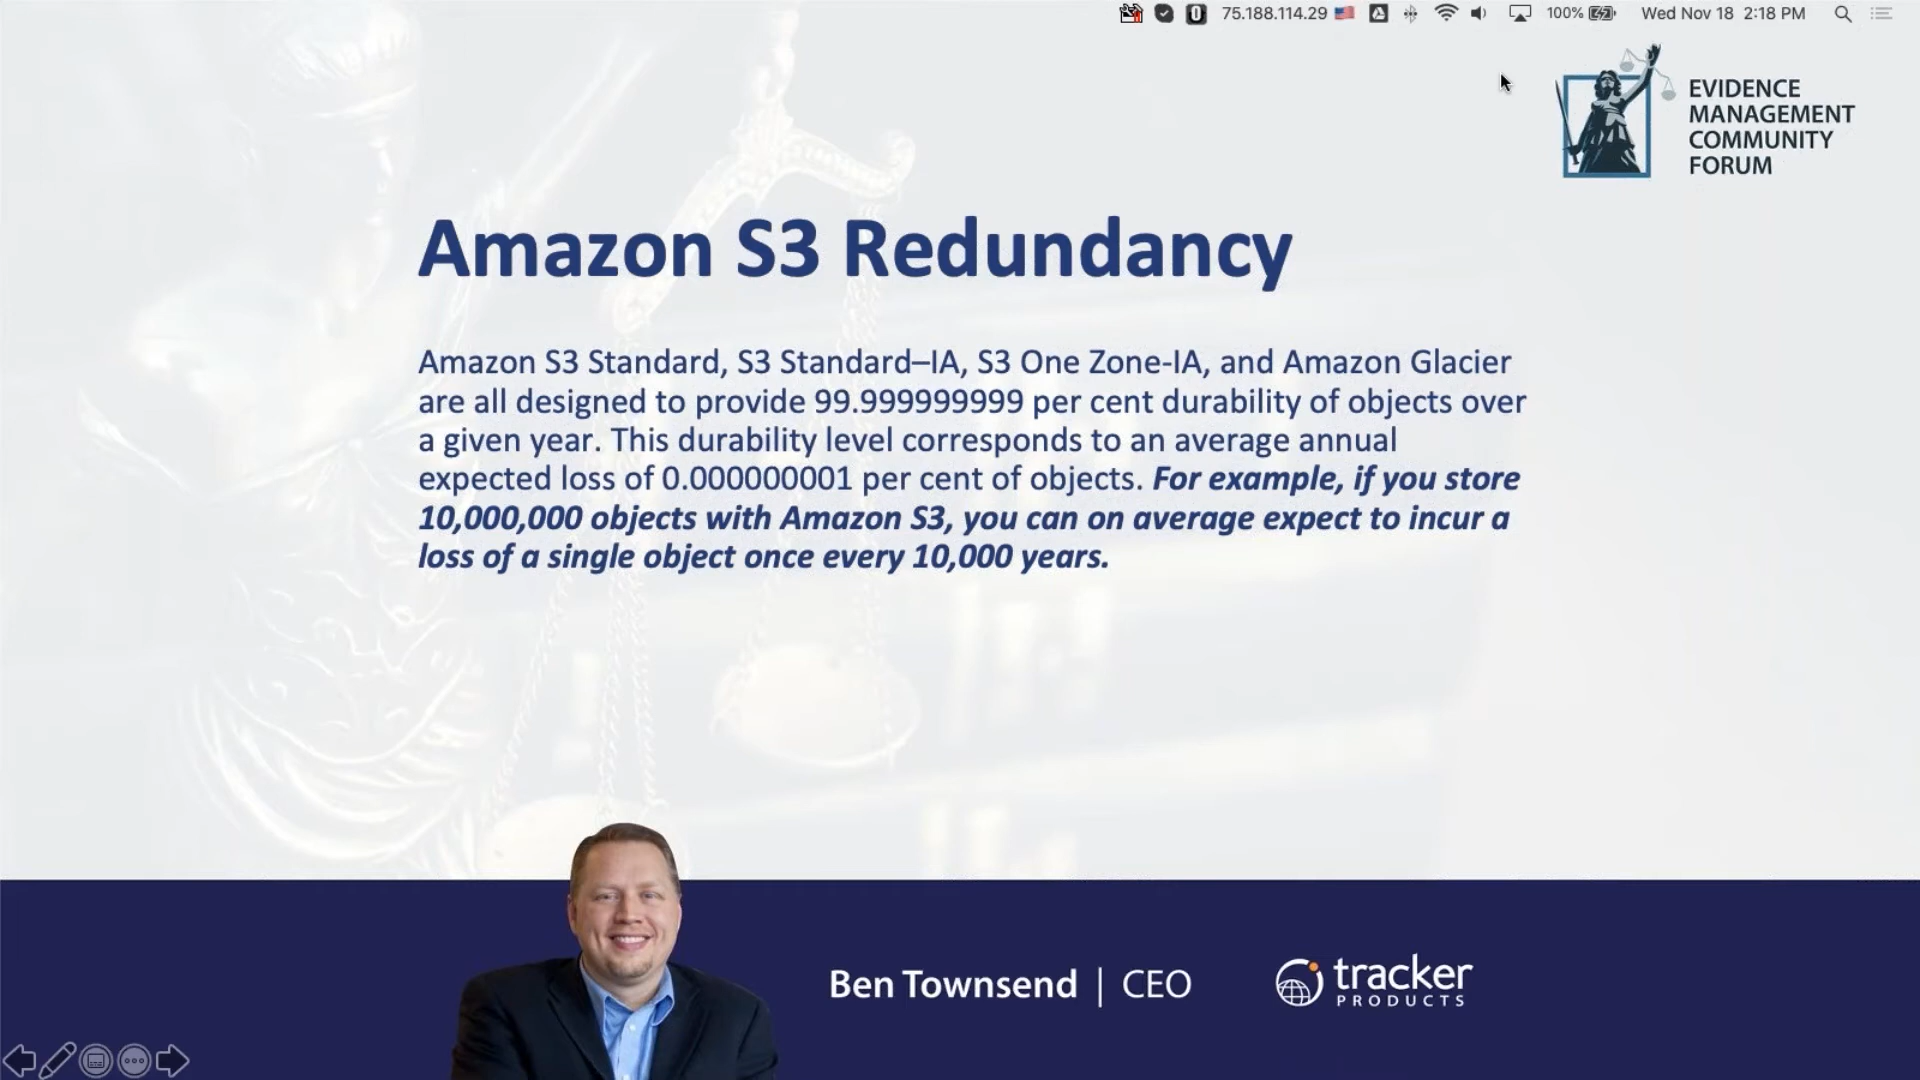 75.188.114.29 100% Wed Nov 18 2:18 PM
EVIDENCE
MANAGEMENT
COMMUNITY
FORUM
Amazon S3 Redundancy
Amazon S3 Standard, S3 Standard–IA, S3 One Zone-IA, and Amazon Glacier
are all designed to provide 99.999999999 per cent durability of objects over
a given year. This durability level corresponds to an average annual
expected loss of 0.000000001 per cent of objects. For example, if you store
10,000,000 objects with Amazon S3, you can on average expect to incur a
loss of a single object once every 10,000 years.
Ben Townsend | CEO
tracker
PRODUCTS